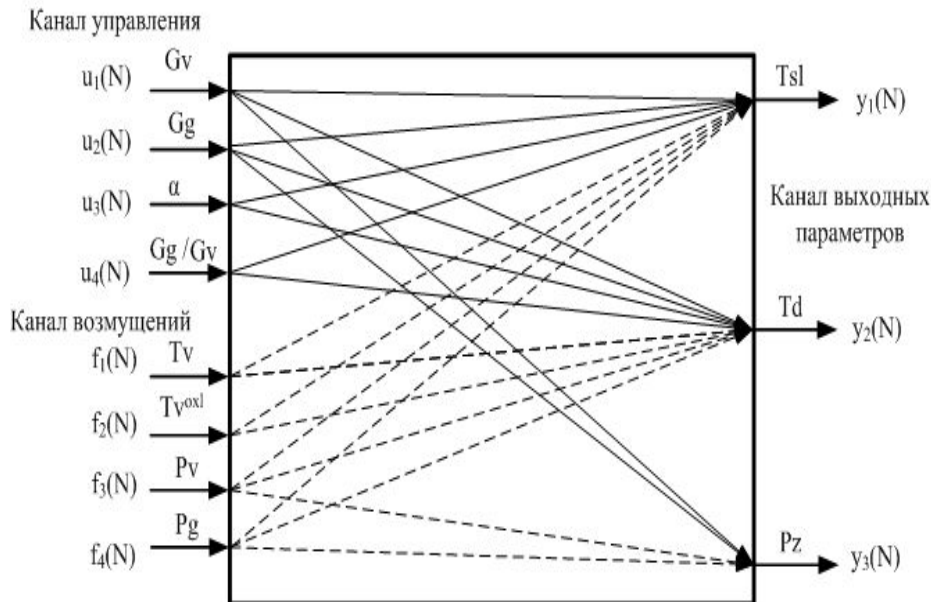 Канал управления
u₁(N) Gv
u₂(N) Gg
u₃(N) α
u₄(N) Gg /Gv
Канал возмущений
f₁(N) Tv
f₂(N) Tvᵒˣˡ
f₃(N) Pv
f₄(N) Pg
Tsl y₁(N)
Канал выходных
параметров
Td y₂(N)
Pz y₃(N)